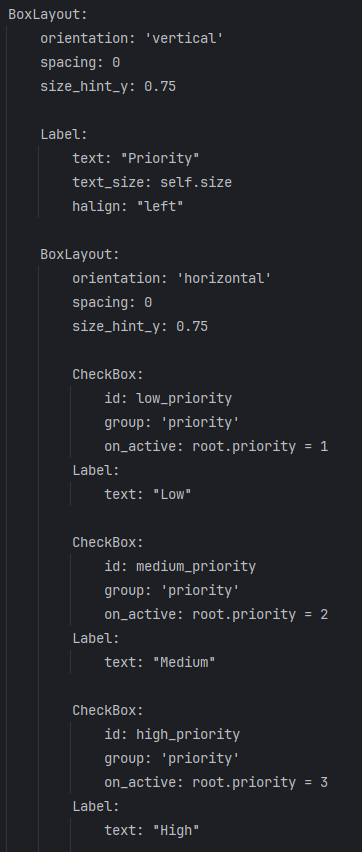 BoxLayout:
    orientation: 'vertical'
    spacing: 0
    size_hint_y: 0.75

    Label:
        text: "Priority"
        text_size: self.size
        halign: "left"

    BoxLayout:
        orientation: 'horizontal'
        spacing: 0
        size_hint_y: 0.75

        CheckBox:
            id: low_priority
            group: 'priority'
            on_active: root.priority = 1
        Label:
            text: "Low"

        CheckBox:
            id: medium_priority
            group: 'priority'
            on_active: root.priority = 2
        Label:
            text: "Medium"

        CheckBox:
            id: high_priority
            group: 'priority'
            on_active: root.priority = 3
        Label:
            text: "High"